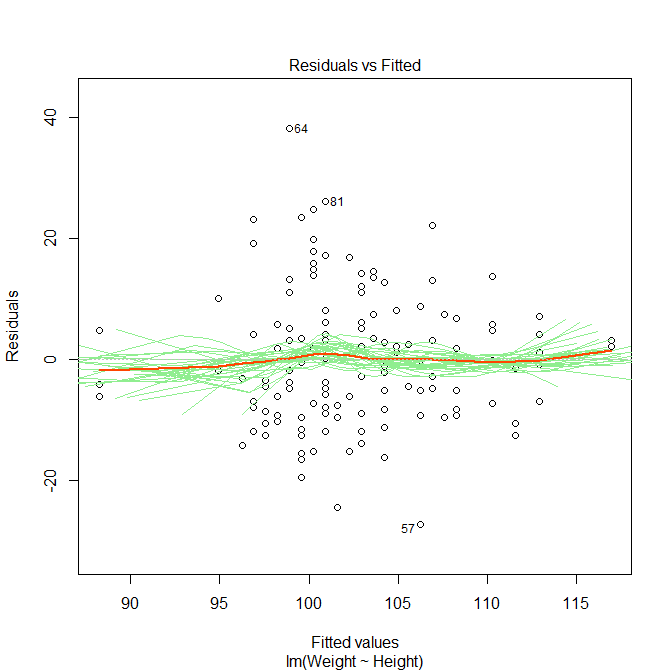 Residuals vs Fitted
Residuals
40
20
0
-20
64
81
57
90 95 100 105 110 115
Fitted values
lm(Weight ~ Height)